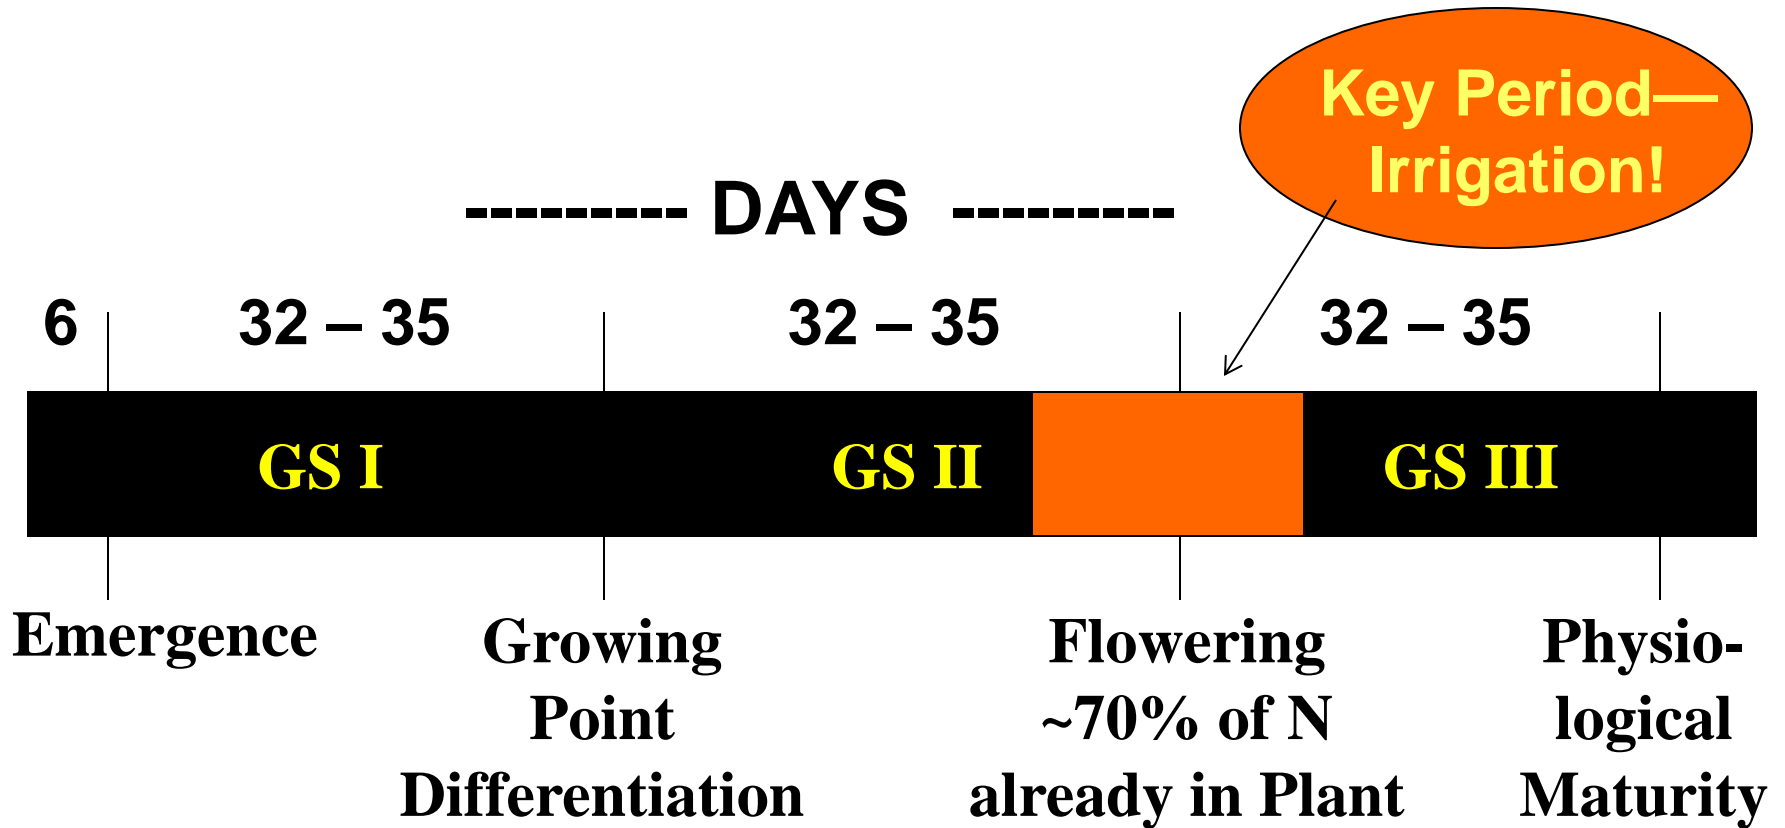 Key Period—
Irrigation!
--------- DAYS ---------
6 32 – 35 32 – 35 32 – 35
GS I GS II GS III
Emergence
Growing
Point
Differentiation
Flowering
~70% of N
already in Plant
Physio-
logical
Maturity